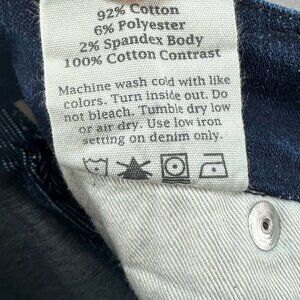 92% Cotton
6% Polyester
2% Spandex Body
100% Cotton Contrast
Machine wash cold with like
colors. Turn inside out. Do
not bleach. Tumble dry low
or air dry. Use low iron
setting on denim only.